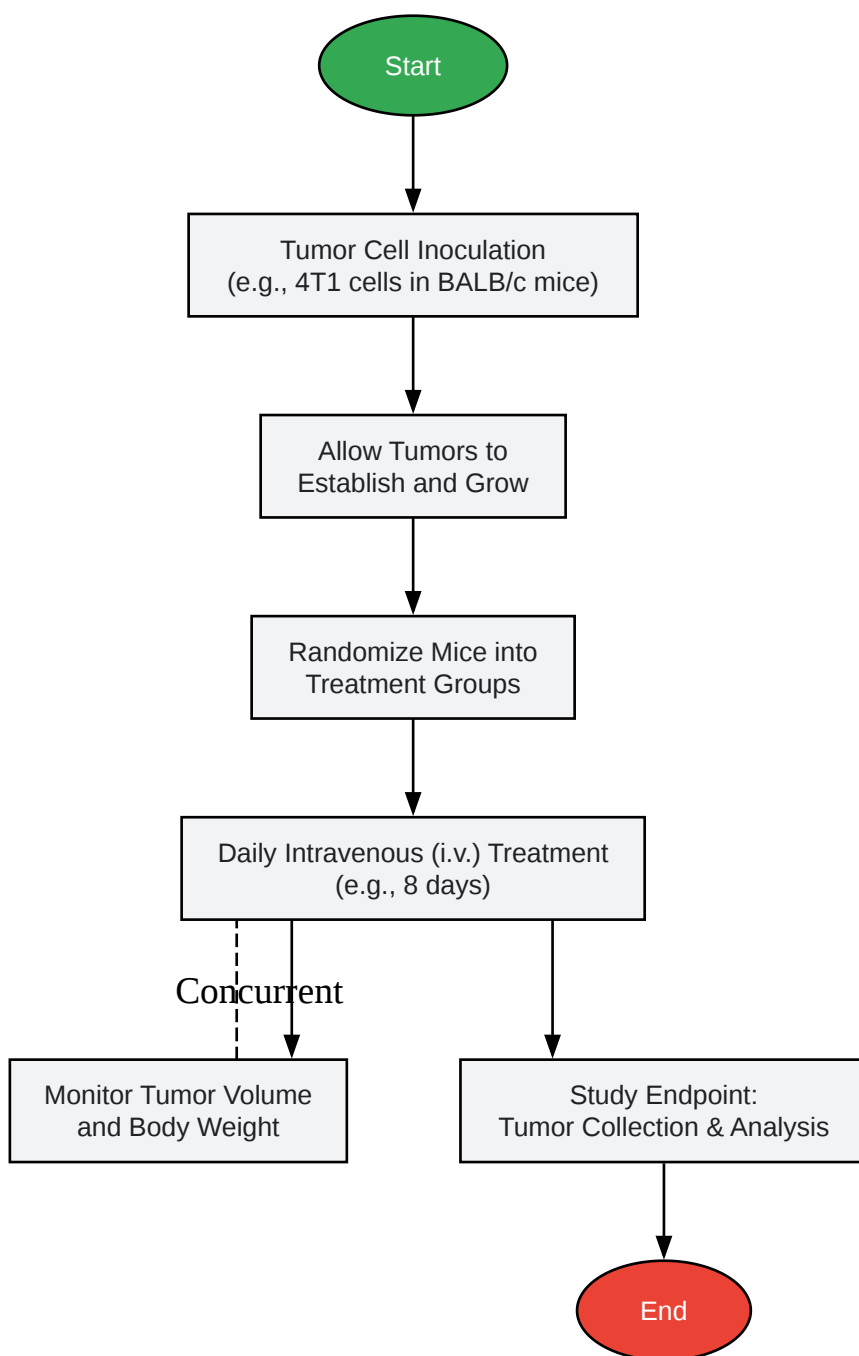 Start
Tumor Cell Inoculation
(e.g., 4T1 cells in BALB/c mice)
Allow Tumors to
Establish and Grow
Randomize Mice into
Treatment Groups
Daily Intravenous (i.v.) Treatment
(e.g., 8 days)
Concurrent
Monitor Tumor Volume
and Body Weight
Study Endpoint:
Tumor Collection & Analysis
End